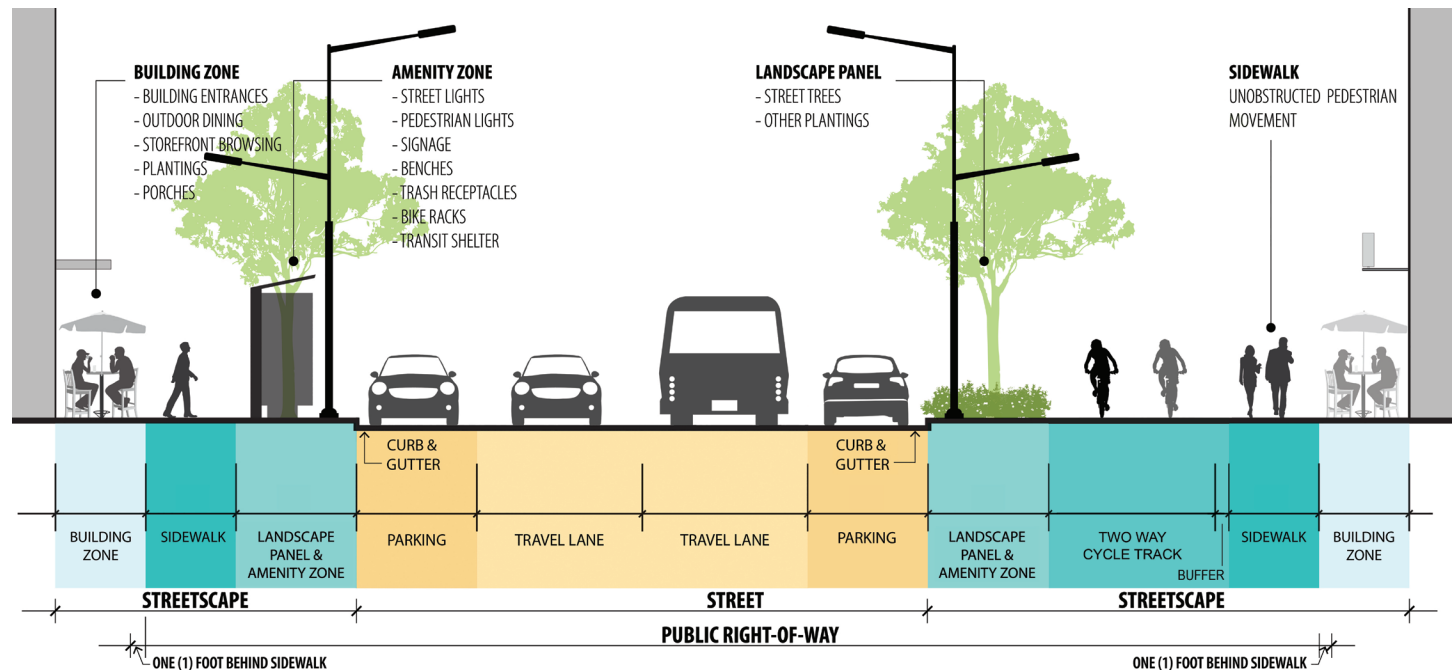 BUILDING ZONE
- BUILDING ENTRANCES
- OUTDOOR DINING
- STOREFRONT BROWSING
- PLANTINGS
- PORCHES
AMENITY ZONE
- STREET LIGHTS
- PEDESTRIAN LIGHTS
- SIGNAGE
- BENCHES
- TRASH RECEPTACLES
- BIKE RACKS
- TRANSIT SHELTER
LANDSCAPE PANEL
- STREET TREES
- OTHER PLANTINGS
SIDEWALK
UNOBSTRUCTED PEDESTRIAN
MOVEMENT
CURB &
GUTTER
CURB &
GUTTER
BUILDING
ZONE
SIDEWALK
LANDSCAPE
PANEL &
AMENITY ZONE
PARKING
TRAVEL LANE
TRAVEL LANE
PARKING
LANDSCAPE
PANEL &
AMENITY ZONE
TWO WAY
CYCLE TRACK
BUFFER
SIDEWALK
BUILDING
ZONE
STREETSCAPE
STREET
STREETSCAPE
PUBLIC RIGHT-OF-WAY
ONE (1) FOOT BEHIND SIDEWALK
ONE (1) FOOT BEHIND SIDEWALK